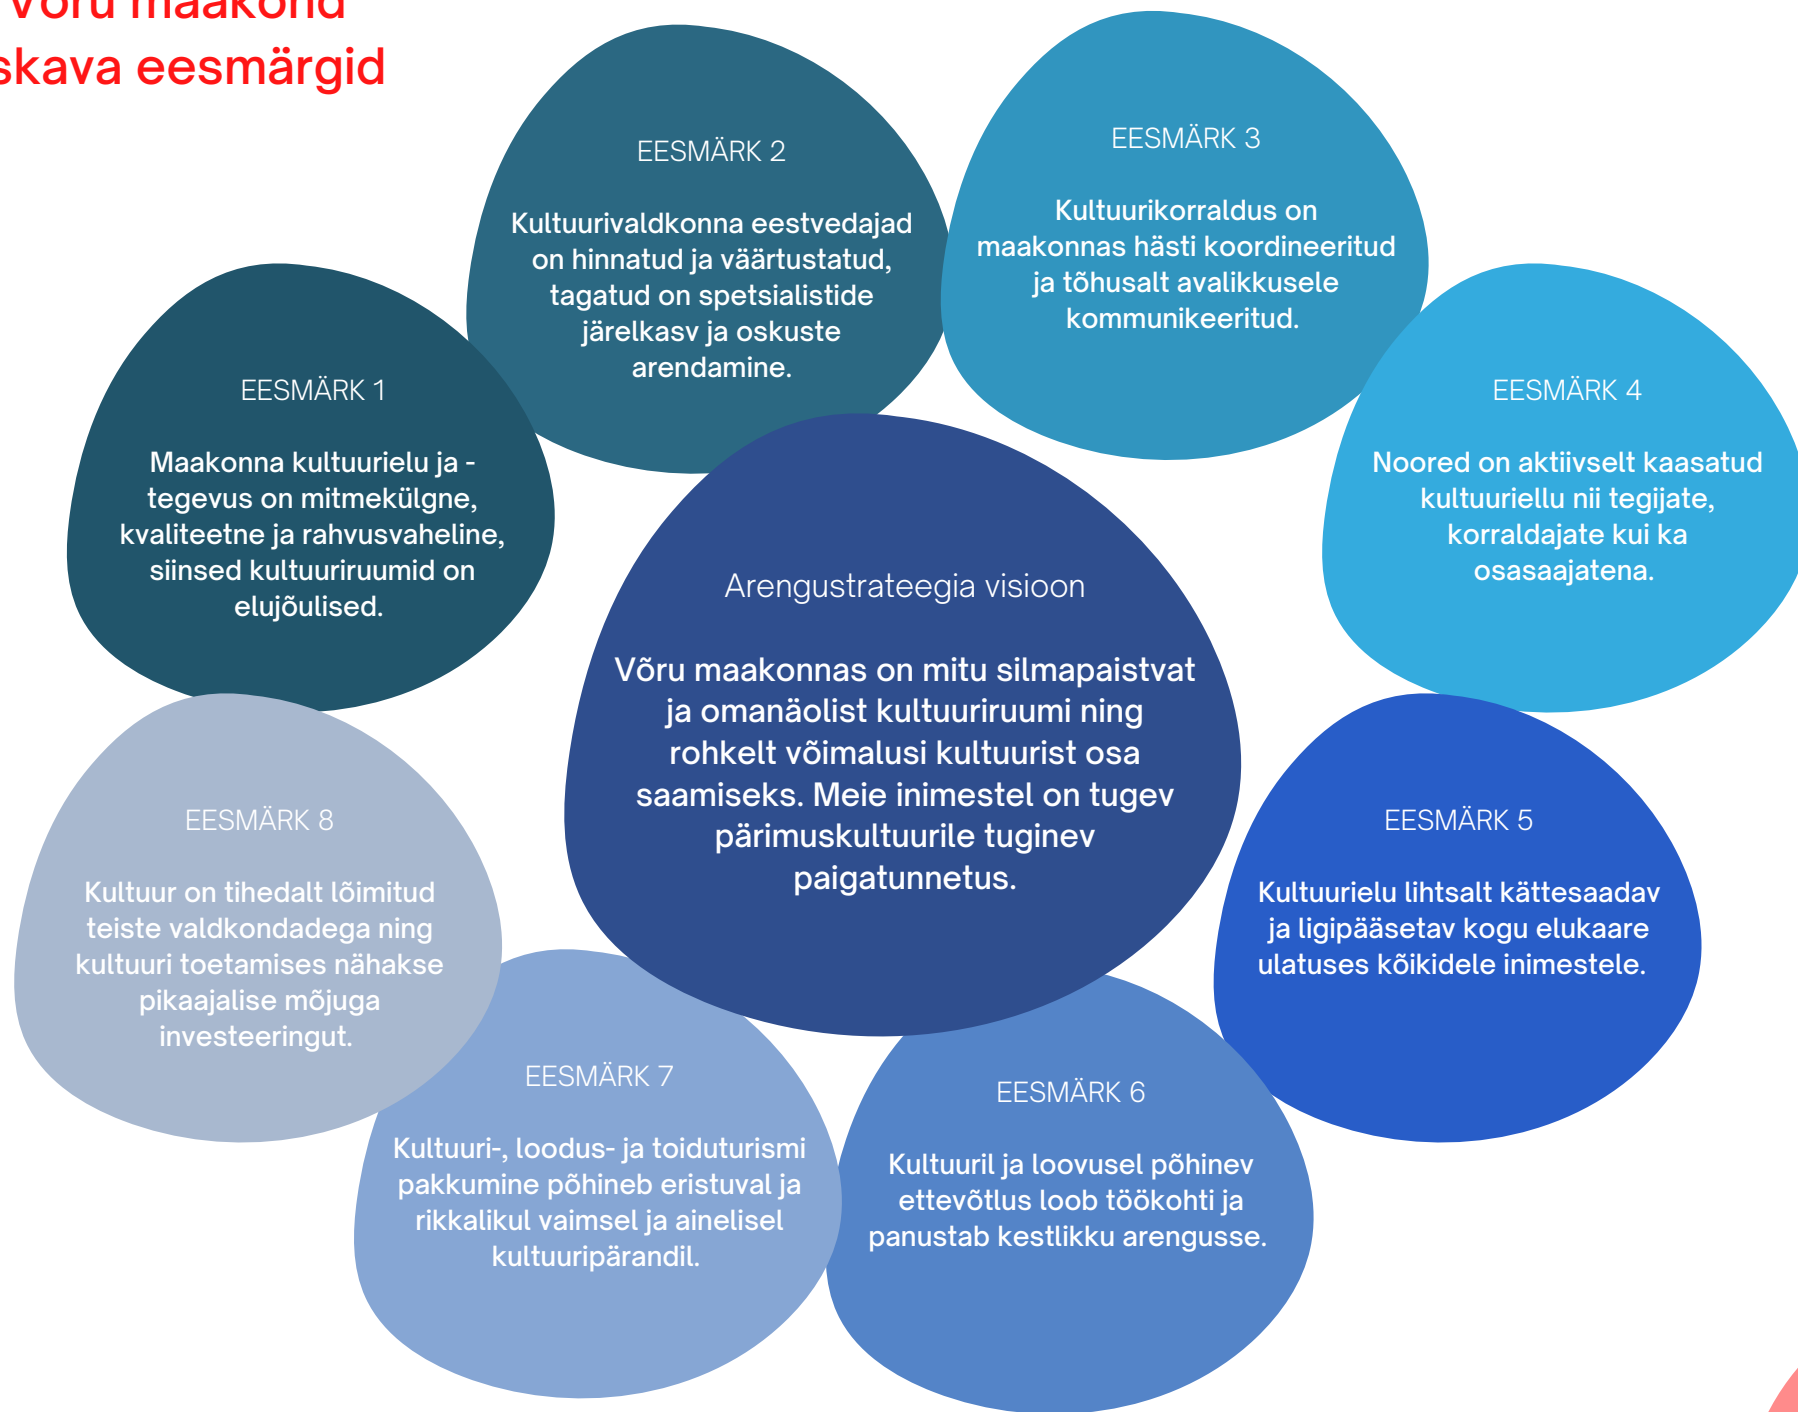 Võru maakond
skava eesmärgid
EESMÄRK 1
Maakonna kultuurielu ja -
tegevus on mitmekülgne,
kvaliteetne ja rahvusvaheline,
siinsed kultuuriruumid on
elujõulised.
EESMÄRK 2
Kultuurivaldkonna eestvedajad
on hinnatud ja väärtustatud,
tagatud on spetsialistide
järelkasv ja oskuste
arendamine.
EESMÄRK 3
Kultuurikorraldus on
maakonnas hästi koordineeritud
ja tõhusalt avalikkusele
kommunikeeritud.
EESMÄRK 4
Noored on aktiivselt kaasatud
kultuuriellu nii tegijate,
korraldajate kui ka
osasaajatena.
Arengustrateegia visioon
Võru maakonnas on mitu silmapaistvat
ja omanäolist kultuuriruumi ning
rohkelt võimalusi kultuurist osa
saamiseks. Meie inimestel on tugev
pärimuskultuurile tuginev
paigatunnetus.
EESMÄRK 5
Kultuurielu lihtsalt kättesaadav
ja ligipääsetav kogu elukaare
ulatuses kõikidele inimestele.
EESMÄRK 6
Kultuuril ja loovusel põhinev
ettevõtlus loob töökohti ja
panustab kestlikku arengusse.
EESMÄRK 7
Kultuuri-, loodus- ja toiduturismi
pakkumine põhineb eristuval ja
rikkalikul vaimsel ja ainelisel
kultuuripärandil.
EESMÄRK 8
Kultuur on tihedalt lõimitud
teiste valdkondadega ning
kultuuri toetamises nähakse
pikaajalise mõjuga
investeeringut.